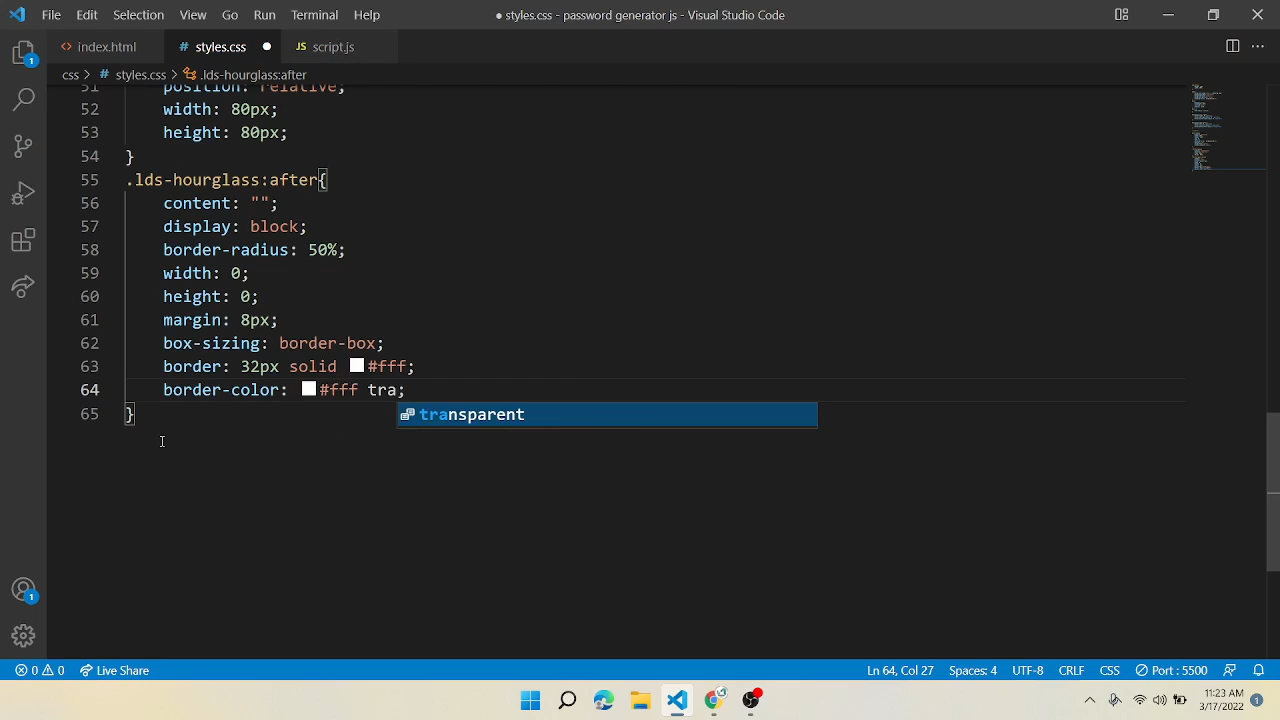 File Edit Selection View Go Run Terminal Help
● styles.css - password generator js - Visual Studio Code
<> index.html # styles.css ● JS script.js
css > # styles.css > .lds-hourglass:after
51 position: relative;
52 width: 80px;
53 height: 80px;
54 }
55 .lds-hourglass:after{
56 content: "";
57 display: block;
58 border-radius: 50%;
59 width: 0;
60 height: 0;
61 margin: 8px;
62 box-sizing: border-box;
63 border: 32px solid #fff;
64 border-color: #fff tra;
65 }
transparent
1
1
0 0 Live Share Ln 64, Col 27 Spaces: 4 UTF-8 CRLF CSS Port : 5500
11:23 AM
3/17/2022 1